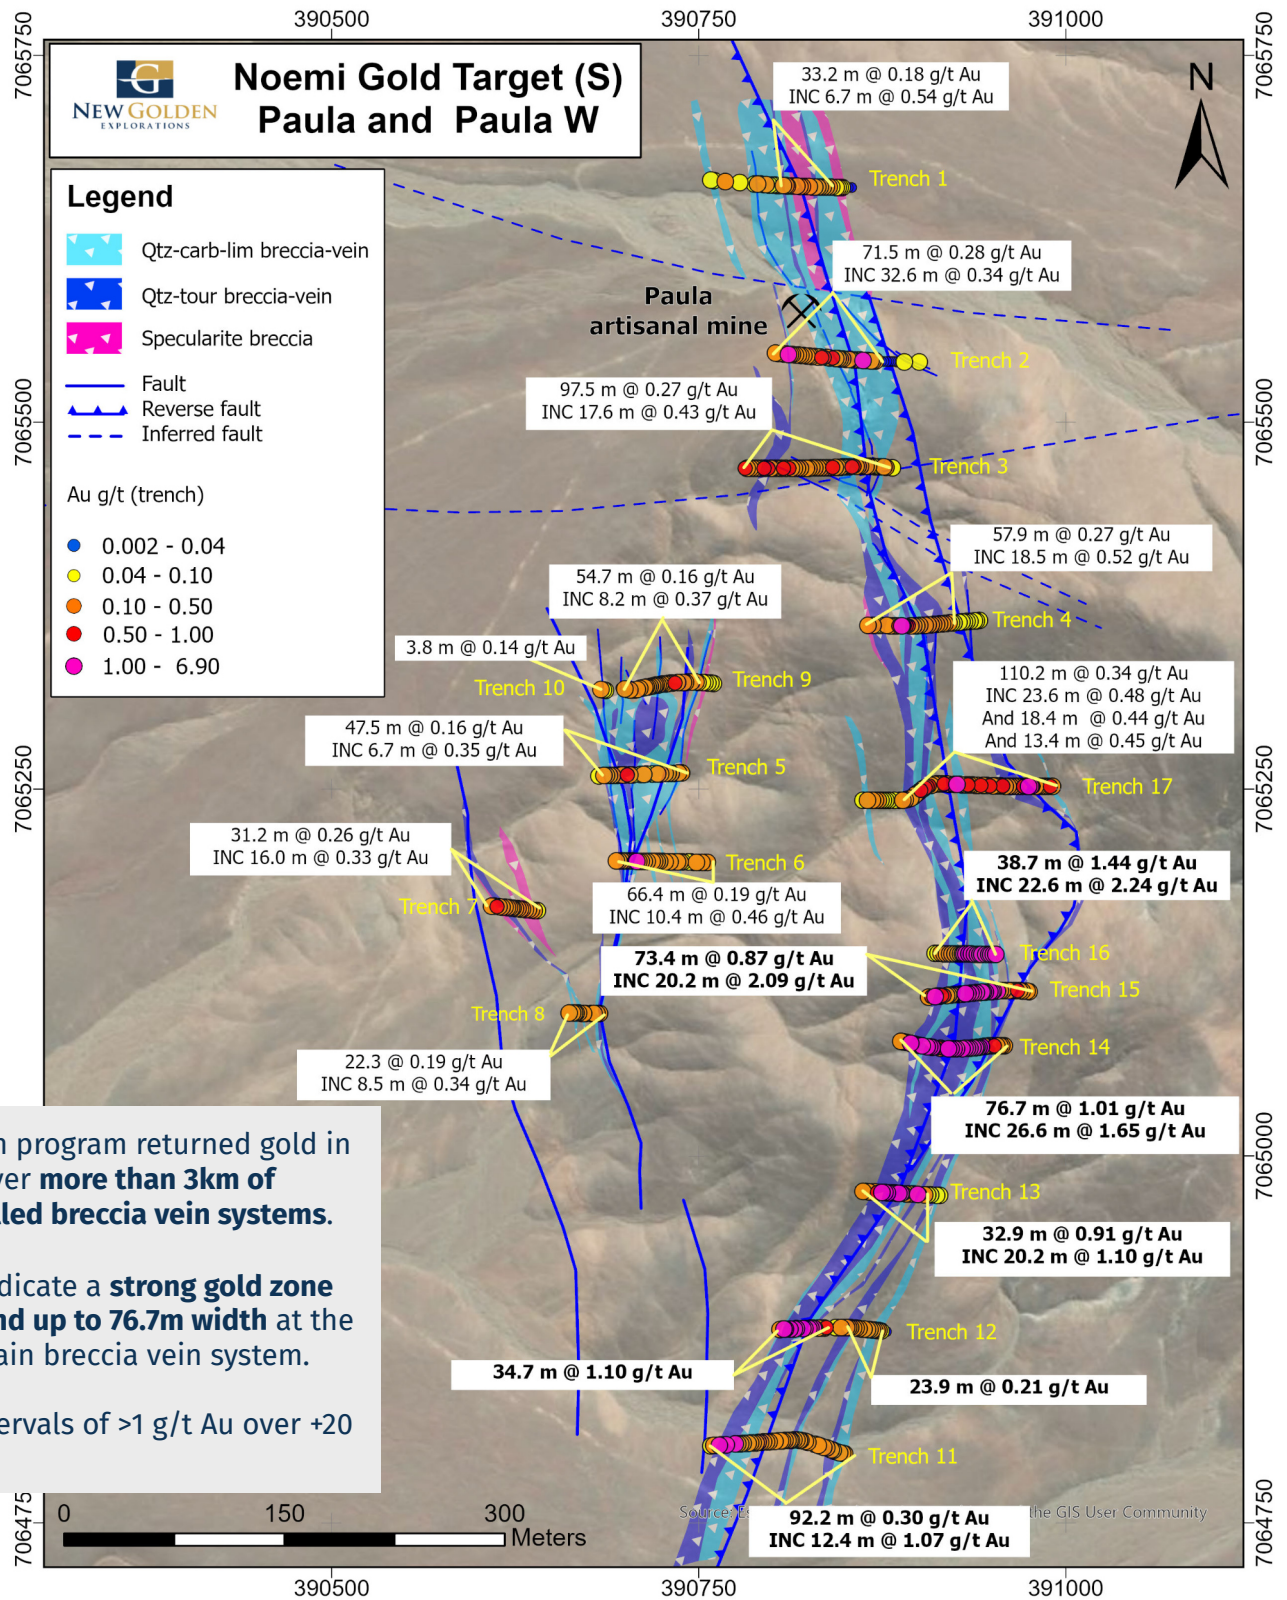 390500
390750
391000
7065750
7065750
NEW GOLDEN
EXPLORATIONS
Noemi Gold Target (S)
Paula and Paula W
N
33.2 m @ 0.18 g/t Au
INC 6.7 m @ 0.54 g/t Au
Trench 1
Legend
Qtz-carb-lim breccia-vein
Qtz-tour breccia-vein
Specularite breccia
Fault
Reverse fault
Inferred fault
Au g/t (trench)
0.002 - 0.04
0.04 - 0.10
0.10 - 0.50
0.50 - 1.00
1.00 - 6.90
71.5 m @ 0.28 g/t Au
INC 32.6 m @ 0.34 g/t Au
Paula
artisanal mine
Trench 2
97.5 m @ 0.27 g/t Au
INC 17.6 m @ 0.43 g/t Au
7065500
7065500
Trench 3
57.9 m @ 0.27 g/t Au
INC 18.5 m @ 0.52 g/t Au
54.7 m @ 0.16 g/t Au
INC 8.2 m @ 0.37 g/t Au
Trench 4
3.8 m @ 0.14 g/t Au
Trench 10
Trench 9
110.2 m @ 0.34 g/t Au
INC 23.6 m @ 0.48 g/t Au
And 18.4 m @ 0.44 g/t Au
And 13.4 m @ 0.45 g/t Au
47.5 m @ 0.16 g/t Au
INC 6.7 m @ 0.35 g/t Au
Trench 5
Trench 17
7065250
7065250
31.2 m @ 0.26 g/t Au
INC 16.0 m @ 0.33 g/t Au
Trench 6
38.7 m @ 1.44 g/t Au
INC 22.6 m @ 2.24 g/t Au
66.4 m @ 0.19 g/t Au
INC 10.4 m @ 0.46 g/t Au
Trench 7
73.4 m @ 0.87 g/t Au
INC 20.2 m @ 2.09 g/t Au
Trench 16
Trench 15
Trench 8
Trench 14
22.3 @ 0.19 g/t Au
INC 8.5 m @ 0.34 g/t Au
76.7 m @ 1.01 g/t Au
INC 26.6 m @ 1.65 g/t Au
7065000
n program returned gold in
ver more than 3km of
led breccia vein systems.
Trench 13
32.9 m @ 0.91 g/t Au
INC 20.2 m @ 1.10 g/t Au
dicate a strong gold zone
nd up to 76.7m width at the
ain breccia vein system.
Trench 12
34.7 m @ 1.10 g/t Au
23.9 m @ 0.21 g/t Au
ervals of >1 g/t Au over +20
Trench 11
0
150
300
Meters
Source: Es
the GIS User Community
92.2 m @ 0.30 g/t Au
INC 12.4 m @ 1.07 g/t Au
706475
7064750
390500
390750
391000